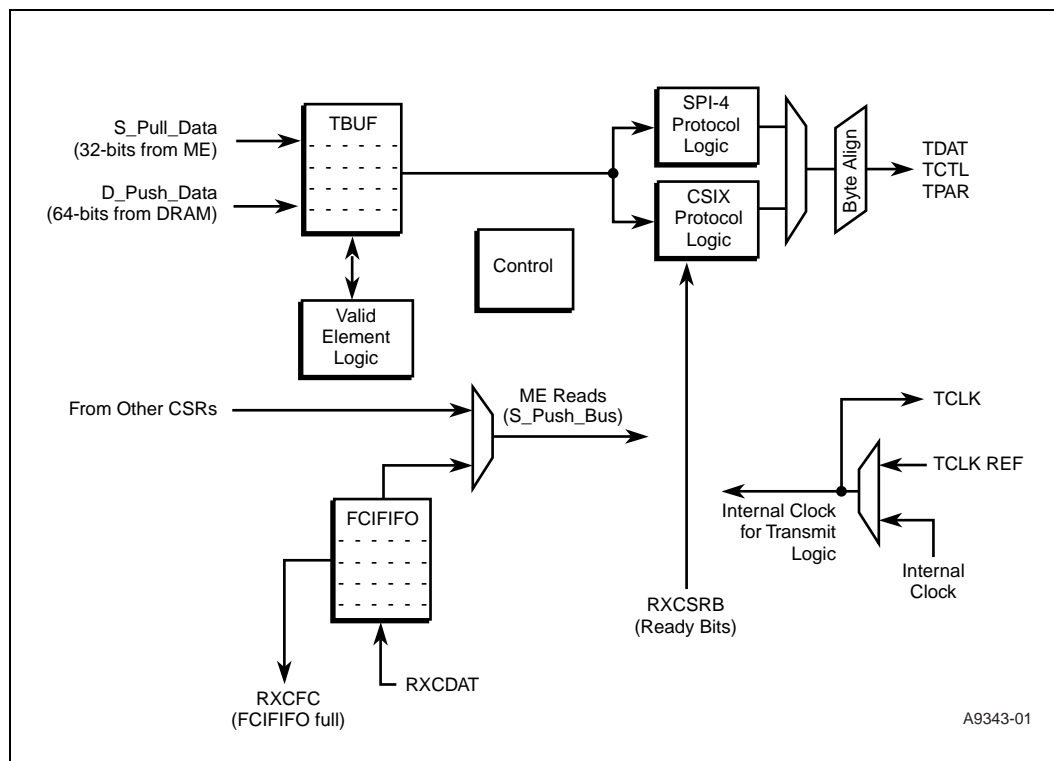 S_Pull_Data
(32-bits from ME)
D_Push_Data
(64-bits from DRAM)
TBUF
Valid
Element
Logic
Control
SPI-4
Protocol
Logic
CSIX
Protocol
Logic
Byte Align
TDAT
TCTL
TPAR
From Other CSRs
ME Reads
(S_Push_Bus)
FCIFIFO
RXCFC
(FCIFIFO full)
RXCDAT
RXCSRB
(Ready Bits)
TCLK
TCLK REF
Internal Clock
for Transmit
Logic
Internal
Clock
A9343-01